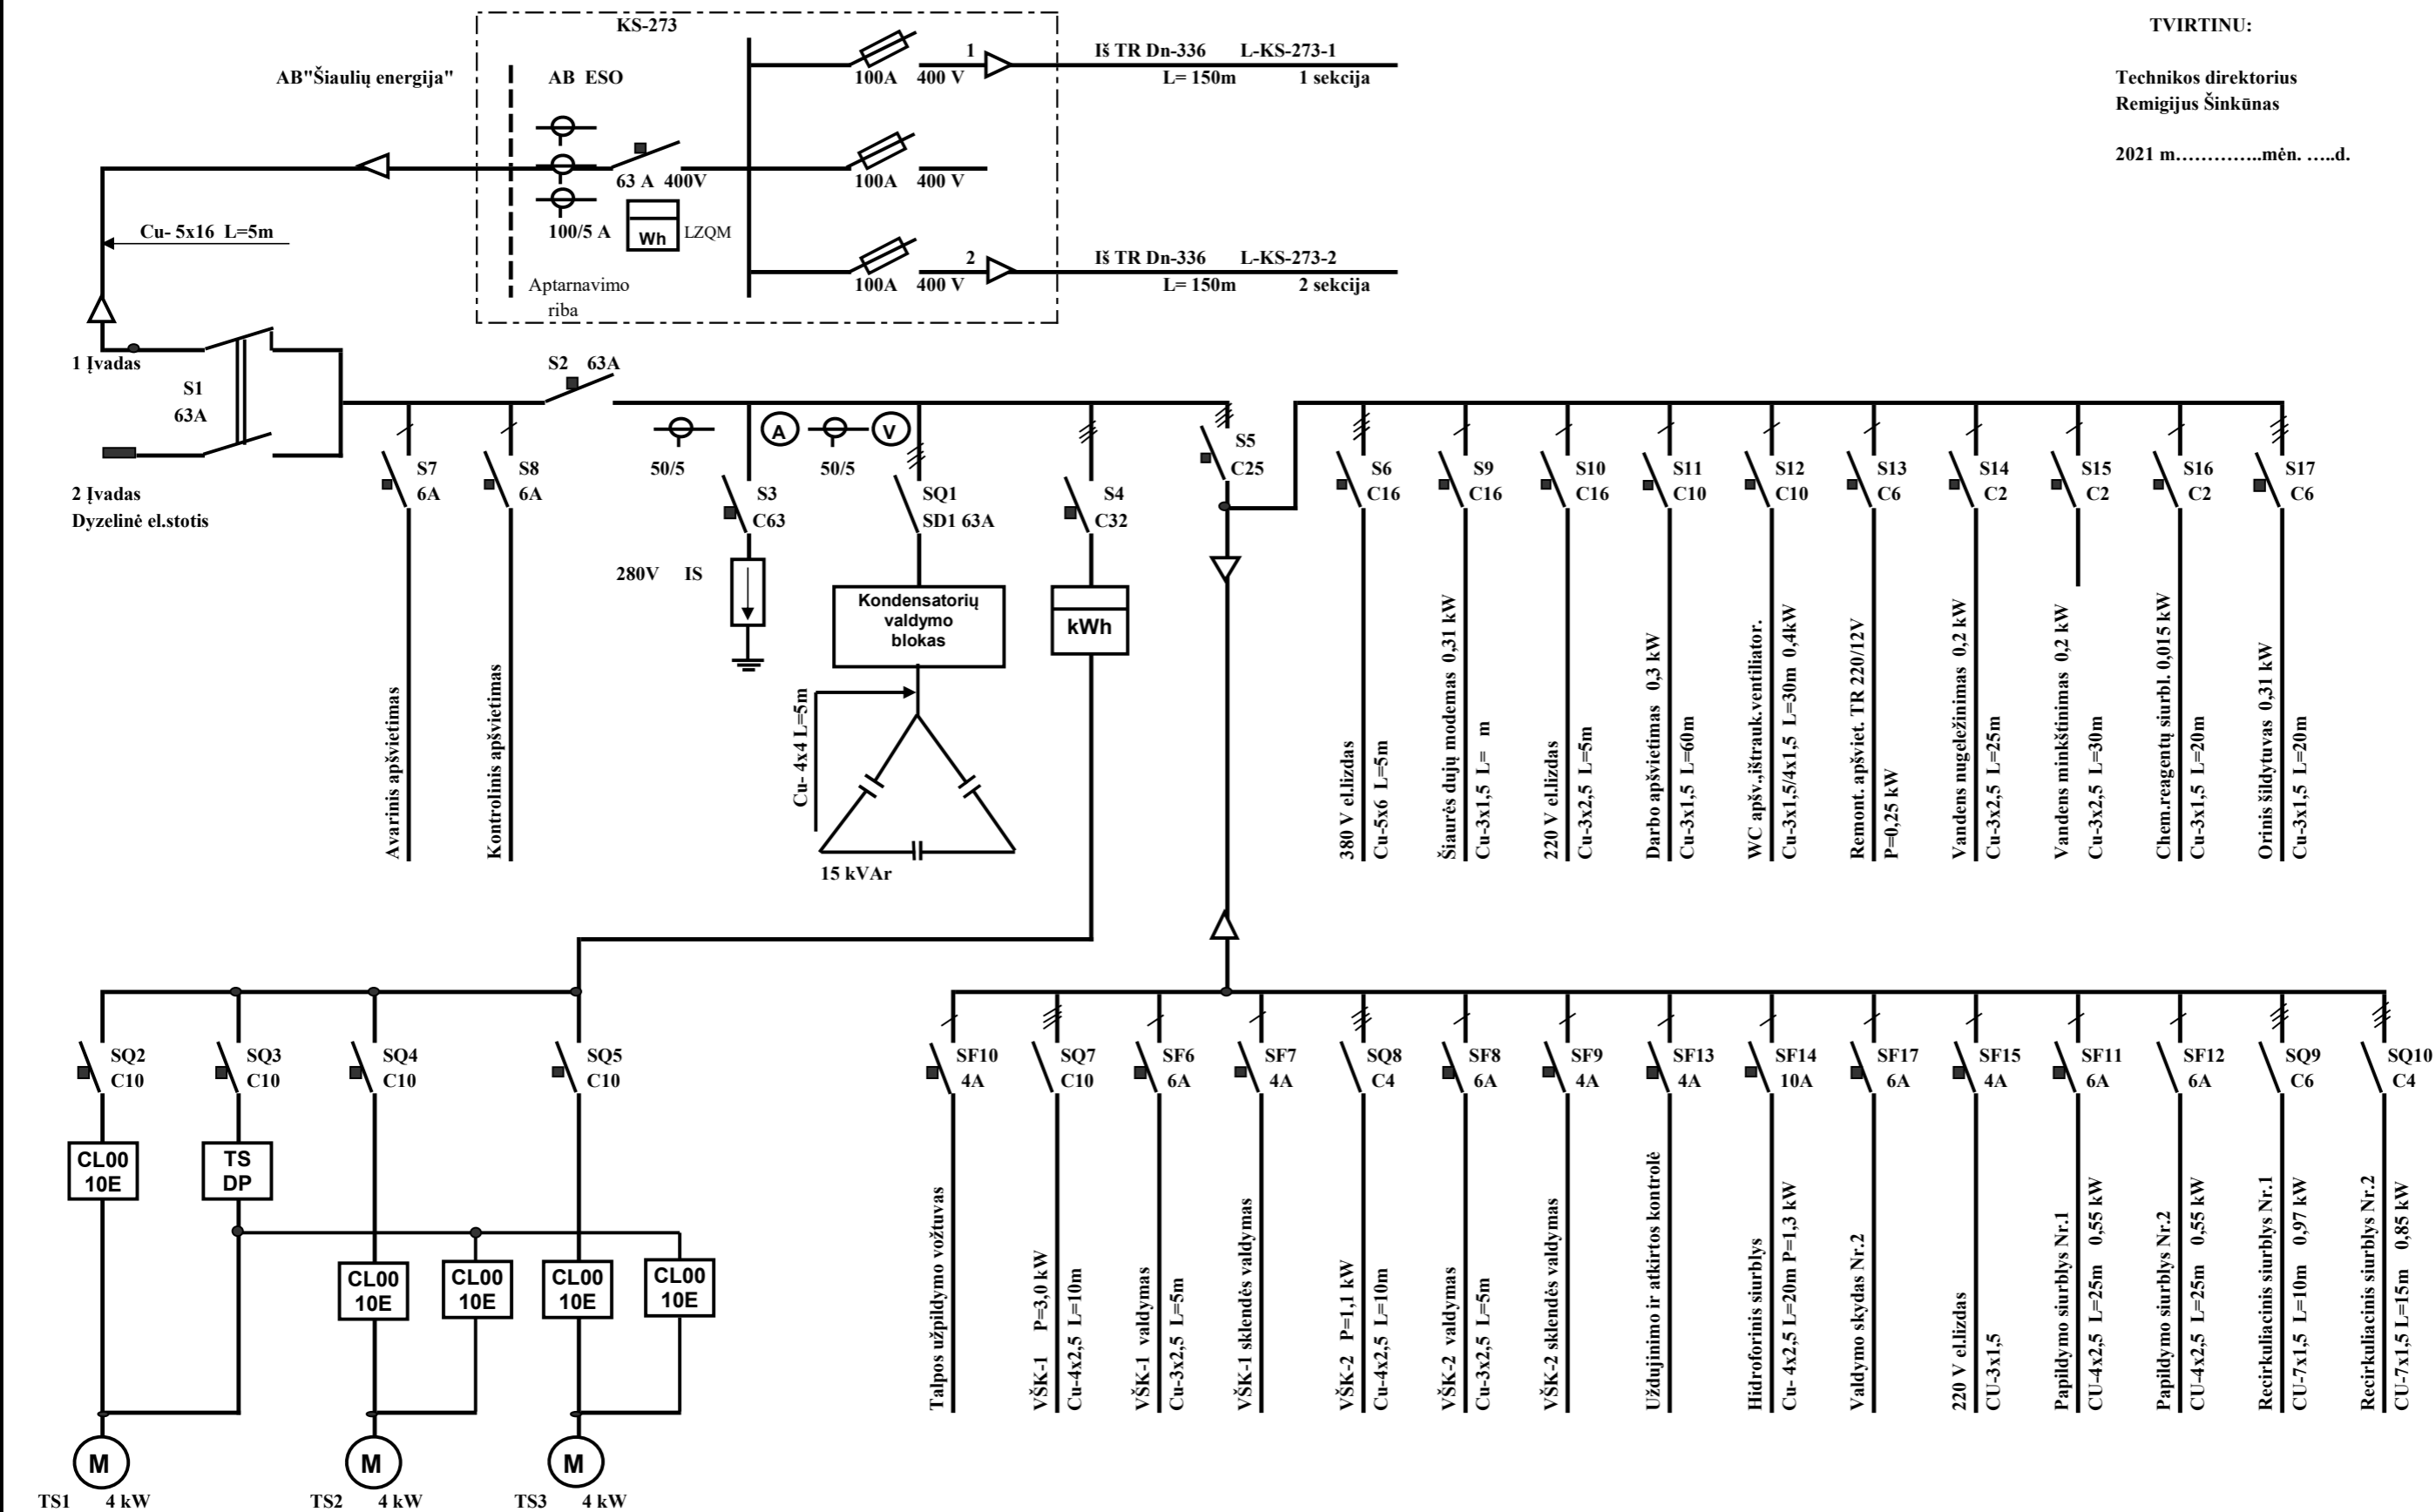 KS-273
AB"Šiaulių energija"
AB ESO
63 A 400V
100/5 A
Wh
LZQM
Aptarnavimo
riba
100A 400 V
1
Iš TR Dn-336 L-KS-273-1
L= 150m 1 sekcija
100A 400 V
100A 400 V
2
Iš TR Dn-336 L-KS-273-2
L= 150m 2 sekcija
TVIRTINU:
Technikos direktorius
Remigijus Šinkūnas
2021 m…………..mėn. …..d.
Cu- 5x16 L=5m
1 Įvadas
S1
63A
2 Įvadas
Dyzelinė el.stotis
S7
6A
Avarinis apšvietimas
S8
6A
Kontrolinis apšvietimas
S2 63A
50/5
A
50/5
V
S3
C63
280V IS
SQ1
SD1 63A
Kondensatorių
valdymo
blokas
Cu- 4x4 L=5m
15 kVAr
S4
C32
kWh
S5
C25
S6
C16
380 V el.lizdas
Cu-5x6 L=5m
S9
C16
Šiaurės dujų modemas 0,31 kW
Cu-3x1,5 L= m
S10
C16
220 V el.lizdas
Cu-3x2,5 L=5m
S11
C10
Darbo apšvietimas 0,3 kW
Cu-3x1,5 L=60m
S12
C10
WC apšv.,ištrauk.ventiliator.
Cu-3x1,5/4x1,5 L=30m 0,4kW
S13
C6
Remont. apšviet. TR 220/12V
P=0,25 kW
S14
C2
Vandens nugeležinimas 0,2 kW
Cu-3x2,5 L=25m
S15
C2
Vandens minkštinimas 0,2 kW
Cu-3x2,5 L=30m
S16
C2
Chem.reagentų siurbl. 0,015 kW
Cu-3x1,5 L=20m
S17
C6
Orinis šildytuvas 0,31 kW
Cu-3x1,5 L=20m
SQ2
C10
CL00
10E
SQ3
C10
TS
DP
SQ4
C10
CL00
10E
CL00
10E
SQ5
C10
CL00
10E
CL00
10E
M
TS1 4 kW
M
TS2 4 kW
M
TS3 4 kW
SF10
4A
Talpos užpildymo vožtuvas
SQ7
C10
VŠK-1 P=3,0 kW
Cu-4x2,5 L=10m
SF6
6A
VŠK-1 valdymas
Cu-3x2,5 L=5m
SF7
4A
VŠK-1 sklendės valdymas
SQ8
C4
VŠK-2 P=1,1 kW
Cu-4x2,5 L=10m
SF8
6A
VŠK-2 valdymas
Cu-3x2,5 L=5m
SF9
4A
VŠK-2 sklendės valdymas
SF13
4A
Uždujinimo ir atkirtos kontrolė
SF14
10A
Hidroforinis siurblys
Cu- 4x2,5 L=20m P=1,3 kW
SF17
6A
Valdymo skydas Nr.2
SF15
4A
220 V el.lizdas
CU-3x1,5
SF11
6A
Papildymo siurblys Nr.1
CU-4x2,5 L=25m 0,55 kW
SF12
6A
Papildymo siurblys Nr.2
CU-4x2,5 L=25m 0,55 kW
SQ9
C6
Recirkuliacinis siurblys Nr.1
CU-7x1,5 L=10m 0,97 kW
SQ10
C4
Recirkuliacinis siurblys Nr.2
CU-7x1,5 L=15m 0,85 kW